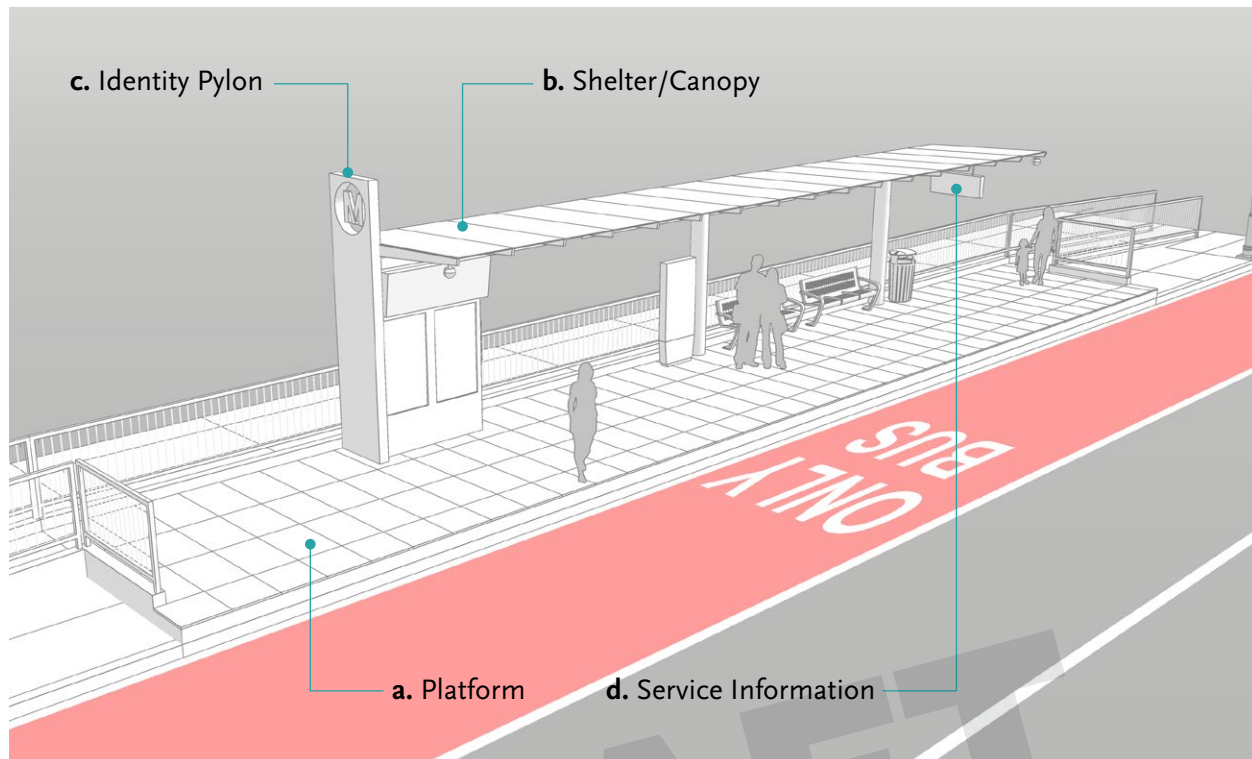 c. Identity Pylon
b. Shelter/Canopy
M
ONLY
BUS
a. Platform
d. Service Information